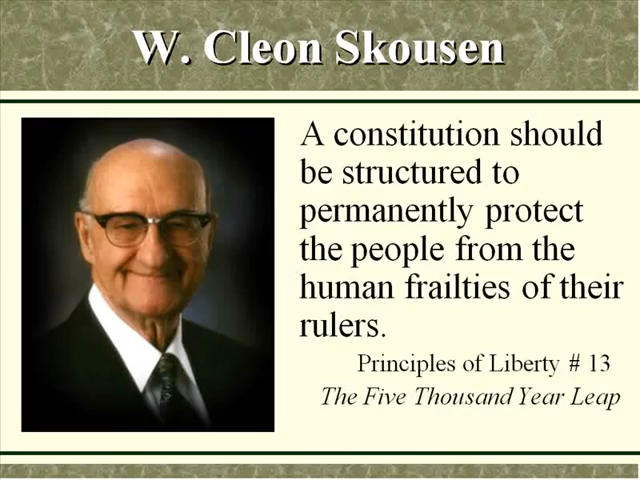 W. Cleon Skousen
A constitution should
be structured to
permanently protect
the people from the
human frailties of their
rulers.
Principles of Liberty # 13
The Five Thousand Year Leap